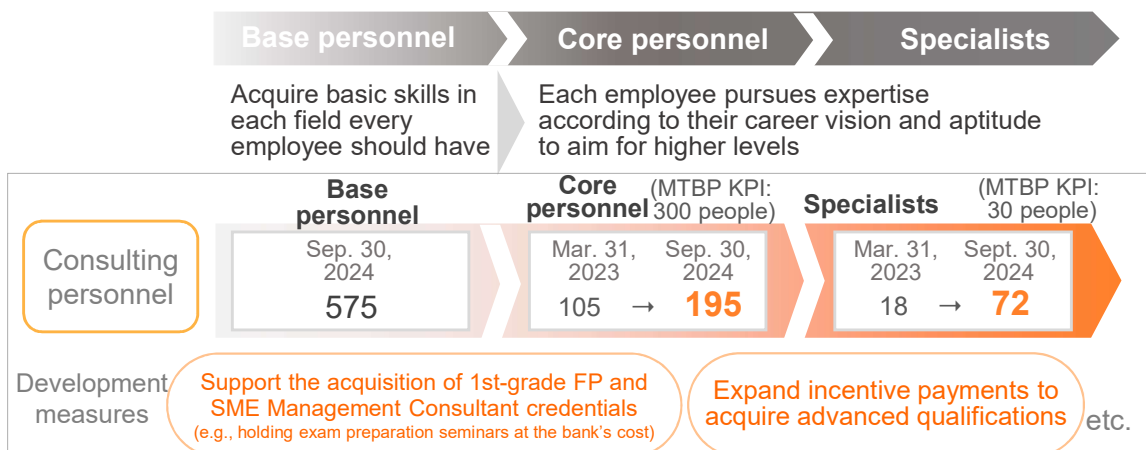 Base personnel
Core personnel
Specialists
Acquire basic skills in
each field every
employee should have
Each employee pursues expertise
according to their career vision and aptitude
to aim for higher levels
Consulting
personnel
Base
personnel
Sep. 30,
2024
575
Core
personnel
(MTBP KPI:
300 people)
Mar. 31,
2023
105
→
Sep. 30,
2024
195
Specialists
(MTBP KPI:
30 people)
Mar. 31,
2023
18
→
Sept. 30,
2024
72
Development
measures
Support the acquisition of 1st-grade FP and
SME Management Consultant credentials
(e.g., holding exam preparation seminars at the bank's cost)
Expand incentive payments to
acquire advanced qualifications
etc.